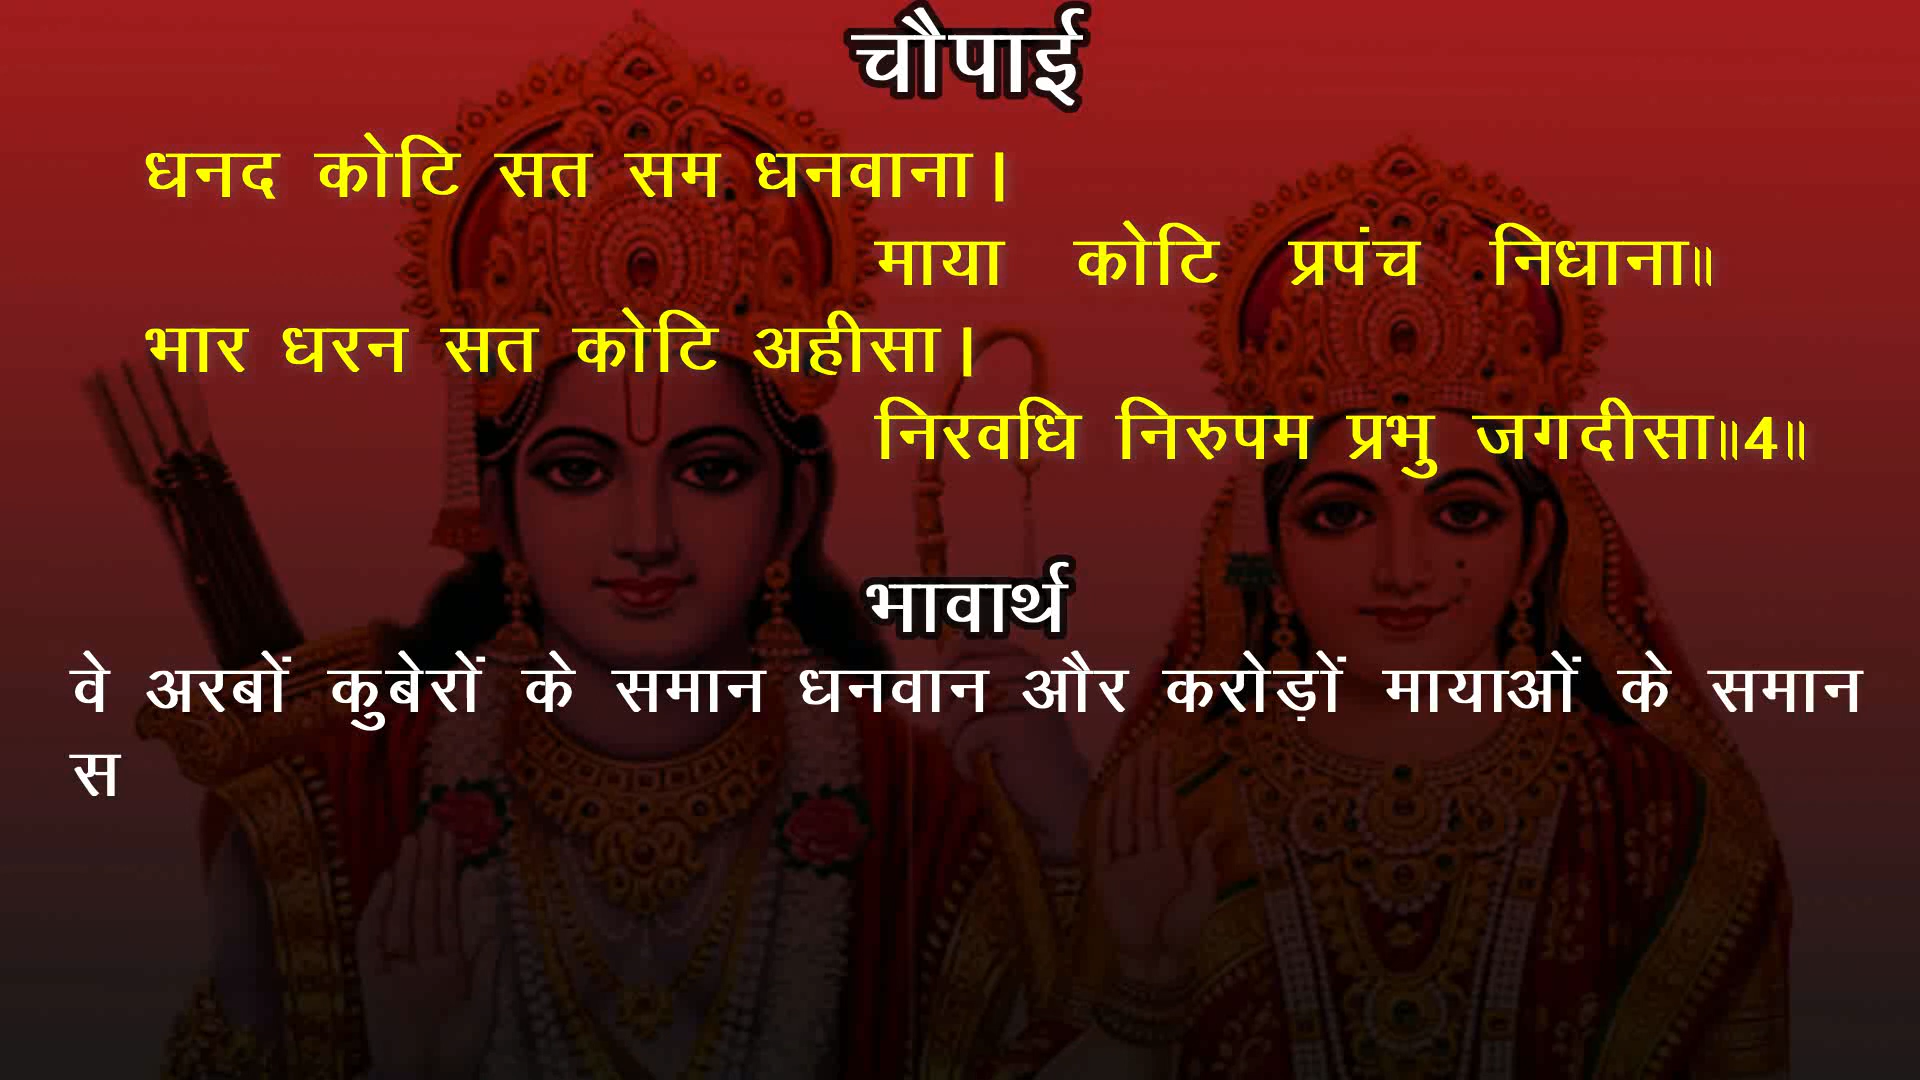 चौपाई
धनद कोटि सत सम धनवाना।
माया कोटि प्रपंच निधाना॥
भार धरन सत कोटि अहीसा।
निरवधि निरुपम प्रभु जगदीसा॥4॥
भावार्थ
वे अरबों कुबेरों के समान धनवान और करोड़ों मायाओं के समान
स